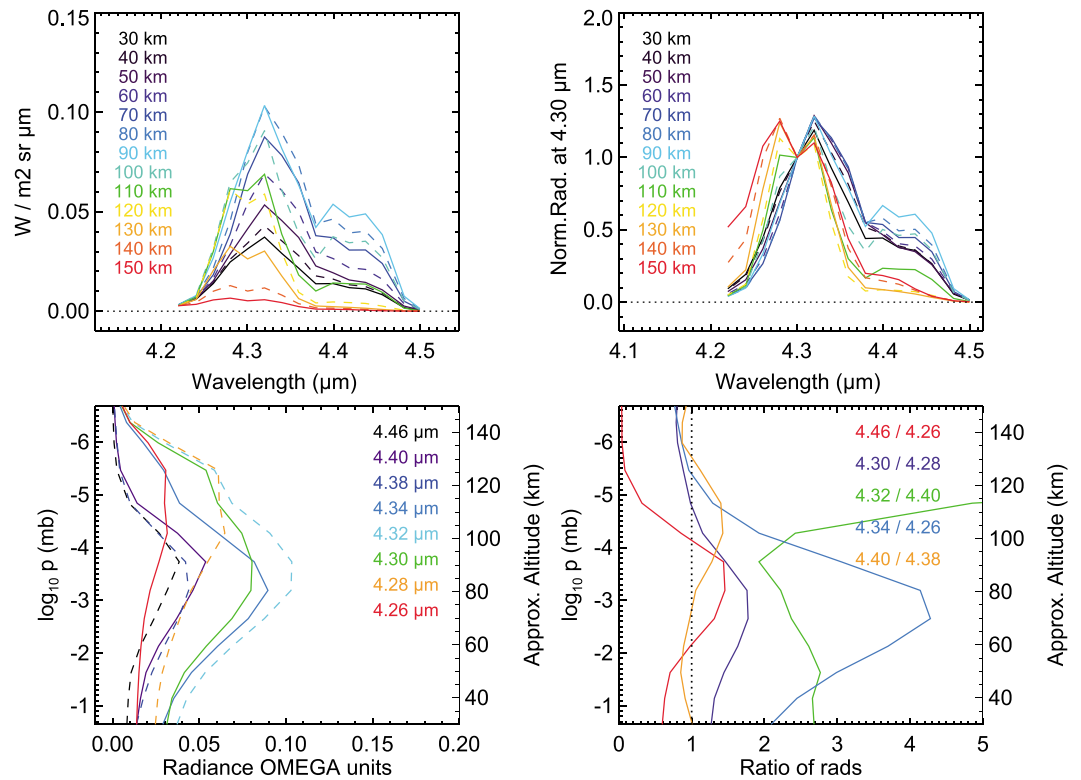 0.15
0.10
0.05
0.00
W / m2 sr μm
30 km
40 km
50 km
60 km
70 km
80 km
90 km
100 km
110 km
120 km
130 km
140 km
150 km
4.2 4.3 4.4 4.5
Wavelength (μm)
2.0
1.5
1.0
0.5
0.0
Norm.Rad. at 4.30 μm
30 km
40 km
50 km
60 km
70 km
80 km
90 km
100 km
110 km
120 km
130 km
140 km
150 km
4.1 4.2 4.3 4.4 4.5
Wavelength (μm)
-6
-5
-4
-3
-2
-1
log10 p (mb)
4.46 μm
4.40 μm
4.38 μm
4.34 μm
4.32 μm
4.30 μm
4.28 μm
4.26 μm
140
120
100
80
60
40
Approx. Altitude (km)
0.00 0.05 0.10 0.15 0.20
Radiance OMEGA units
-6
-5
-4
-3
-2
-1
log10 p (mb)
4.46 / 4.26
4.30 / 4.28
4.32 / 4.40
4.34 / 4.26
4.40 / 4.38
140
120
100
80
60
40
Approx. Altitude (km)
0 1 2 3 4 5
Ratio of rads